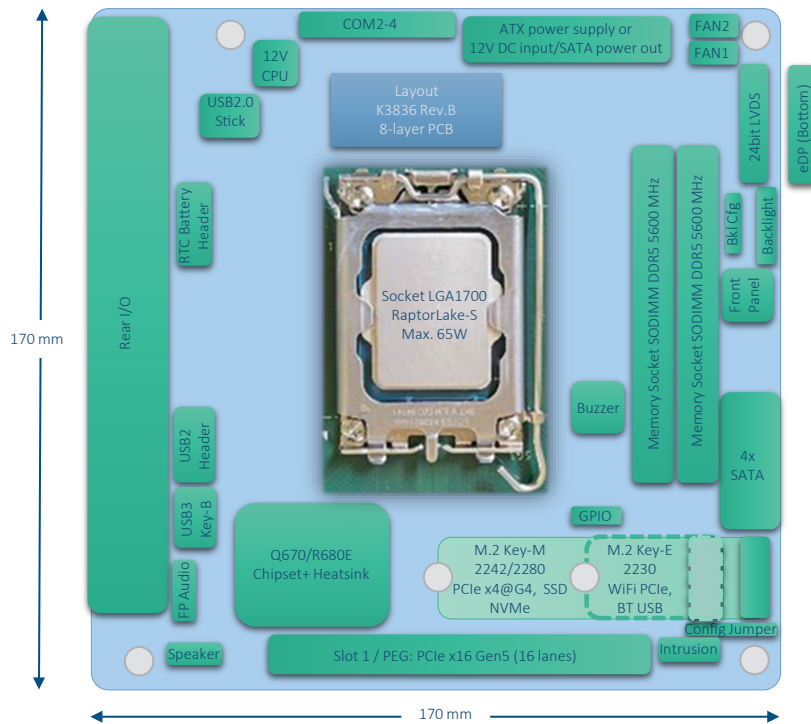 COM2-4
ATX power supply or
12V DC input/SATA power out
FAN2
FAN1
12V
CPU
USB2.0
Stick
Layout
K3836 Rev.B
8-layer PCB
24bit LVDS
eDP (Bottom)
RTC Battery
Header
Memory Socket SODIMM DDR5 5600 MHz
Memory Socket SODIMM DDR5 5600 MHz
Bkl Cfg
Backlight
Front
Panel
Socket LGA1700
RaptorLake-S
Max. 65W
170 mm
Rear I/O
Buzzer
USB2
Header
4x
SATA
USB3
Key-B
GPIO
Q670/R680E
Chipset+ Heatsink
M.2 Key-M
2242/2280
PCIe x4@G4, SSD
NVMe
M.2 Key-E
2230
WiFi PCIe,
BT USB
FP Audio
Config Jumper
Speaker
Slot 1 / PEG: PCIe x16 Gen5 (16 lanes)
Intrusion
170 mm